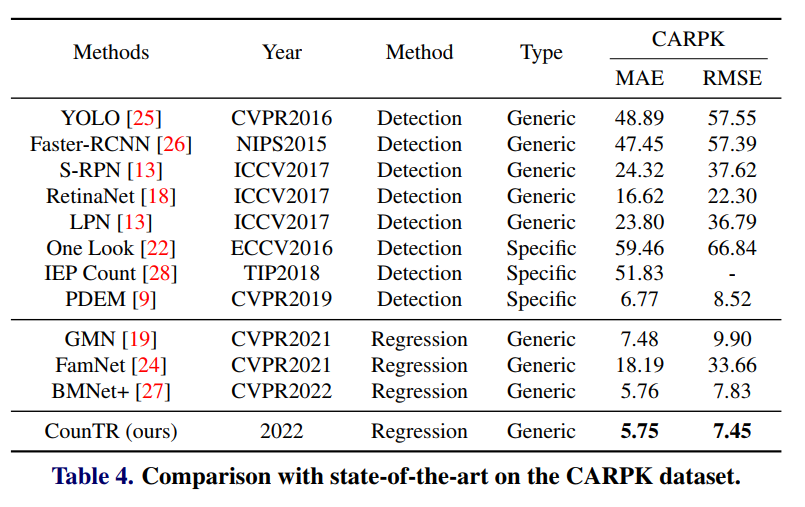 Methods Year Method Type CARPK
MAE RMSE
YOLO [25] CVPR2016 Detection Generic 48.89 57.55
Faster-RCNN [26] NIPS2015 Detection Generic 47.45 57.39
S-RPN [13] ICCV2017 Detection Generic 24.32 37.62
RetinaNet [18] ICCV2017 Detection Generic 16.62 22.30
LPN [13] ICCV2017 Detection Generic 23.80 36.79
One Look [22] ECCV2016 Detection Specific 59.46 66.84
IEP Count [28] TIP2018 Detection Specific 51.83 -
PDEM [9] CVPR2019 Detection Specific 6.77 8.52
GMN [19] CVPR2021 Regression Generic 7.48 9.90
FamNet [24] CVPR2021 Regression Generic 18.19 33.66
BMNet+ [27] CVPR2022 Regression Generic 5.76 7.83
CounTR (ours) 2022 Regression Generic 5.75 7.45
Table 4. Comparison with state-of-the-art on the CARPK dataset.